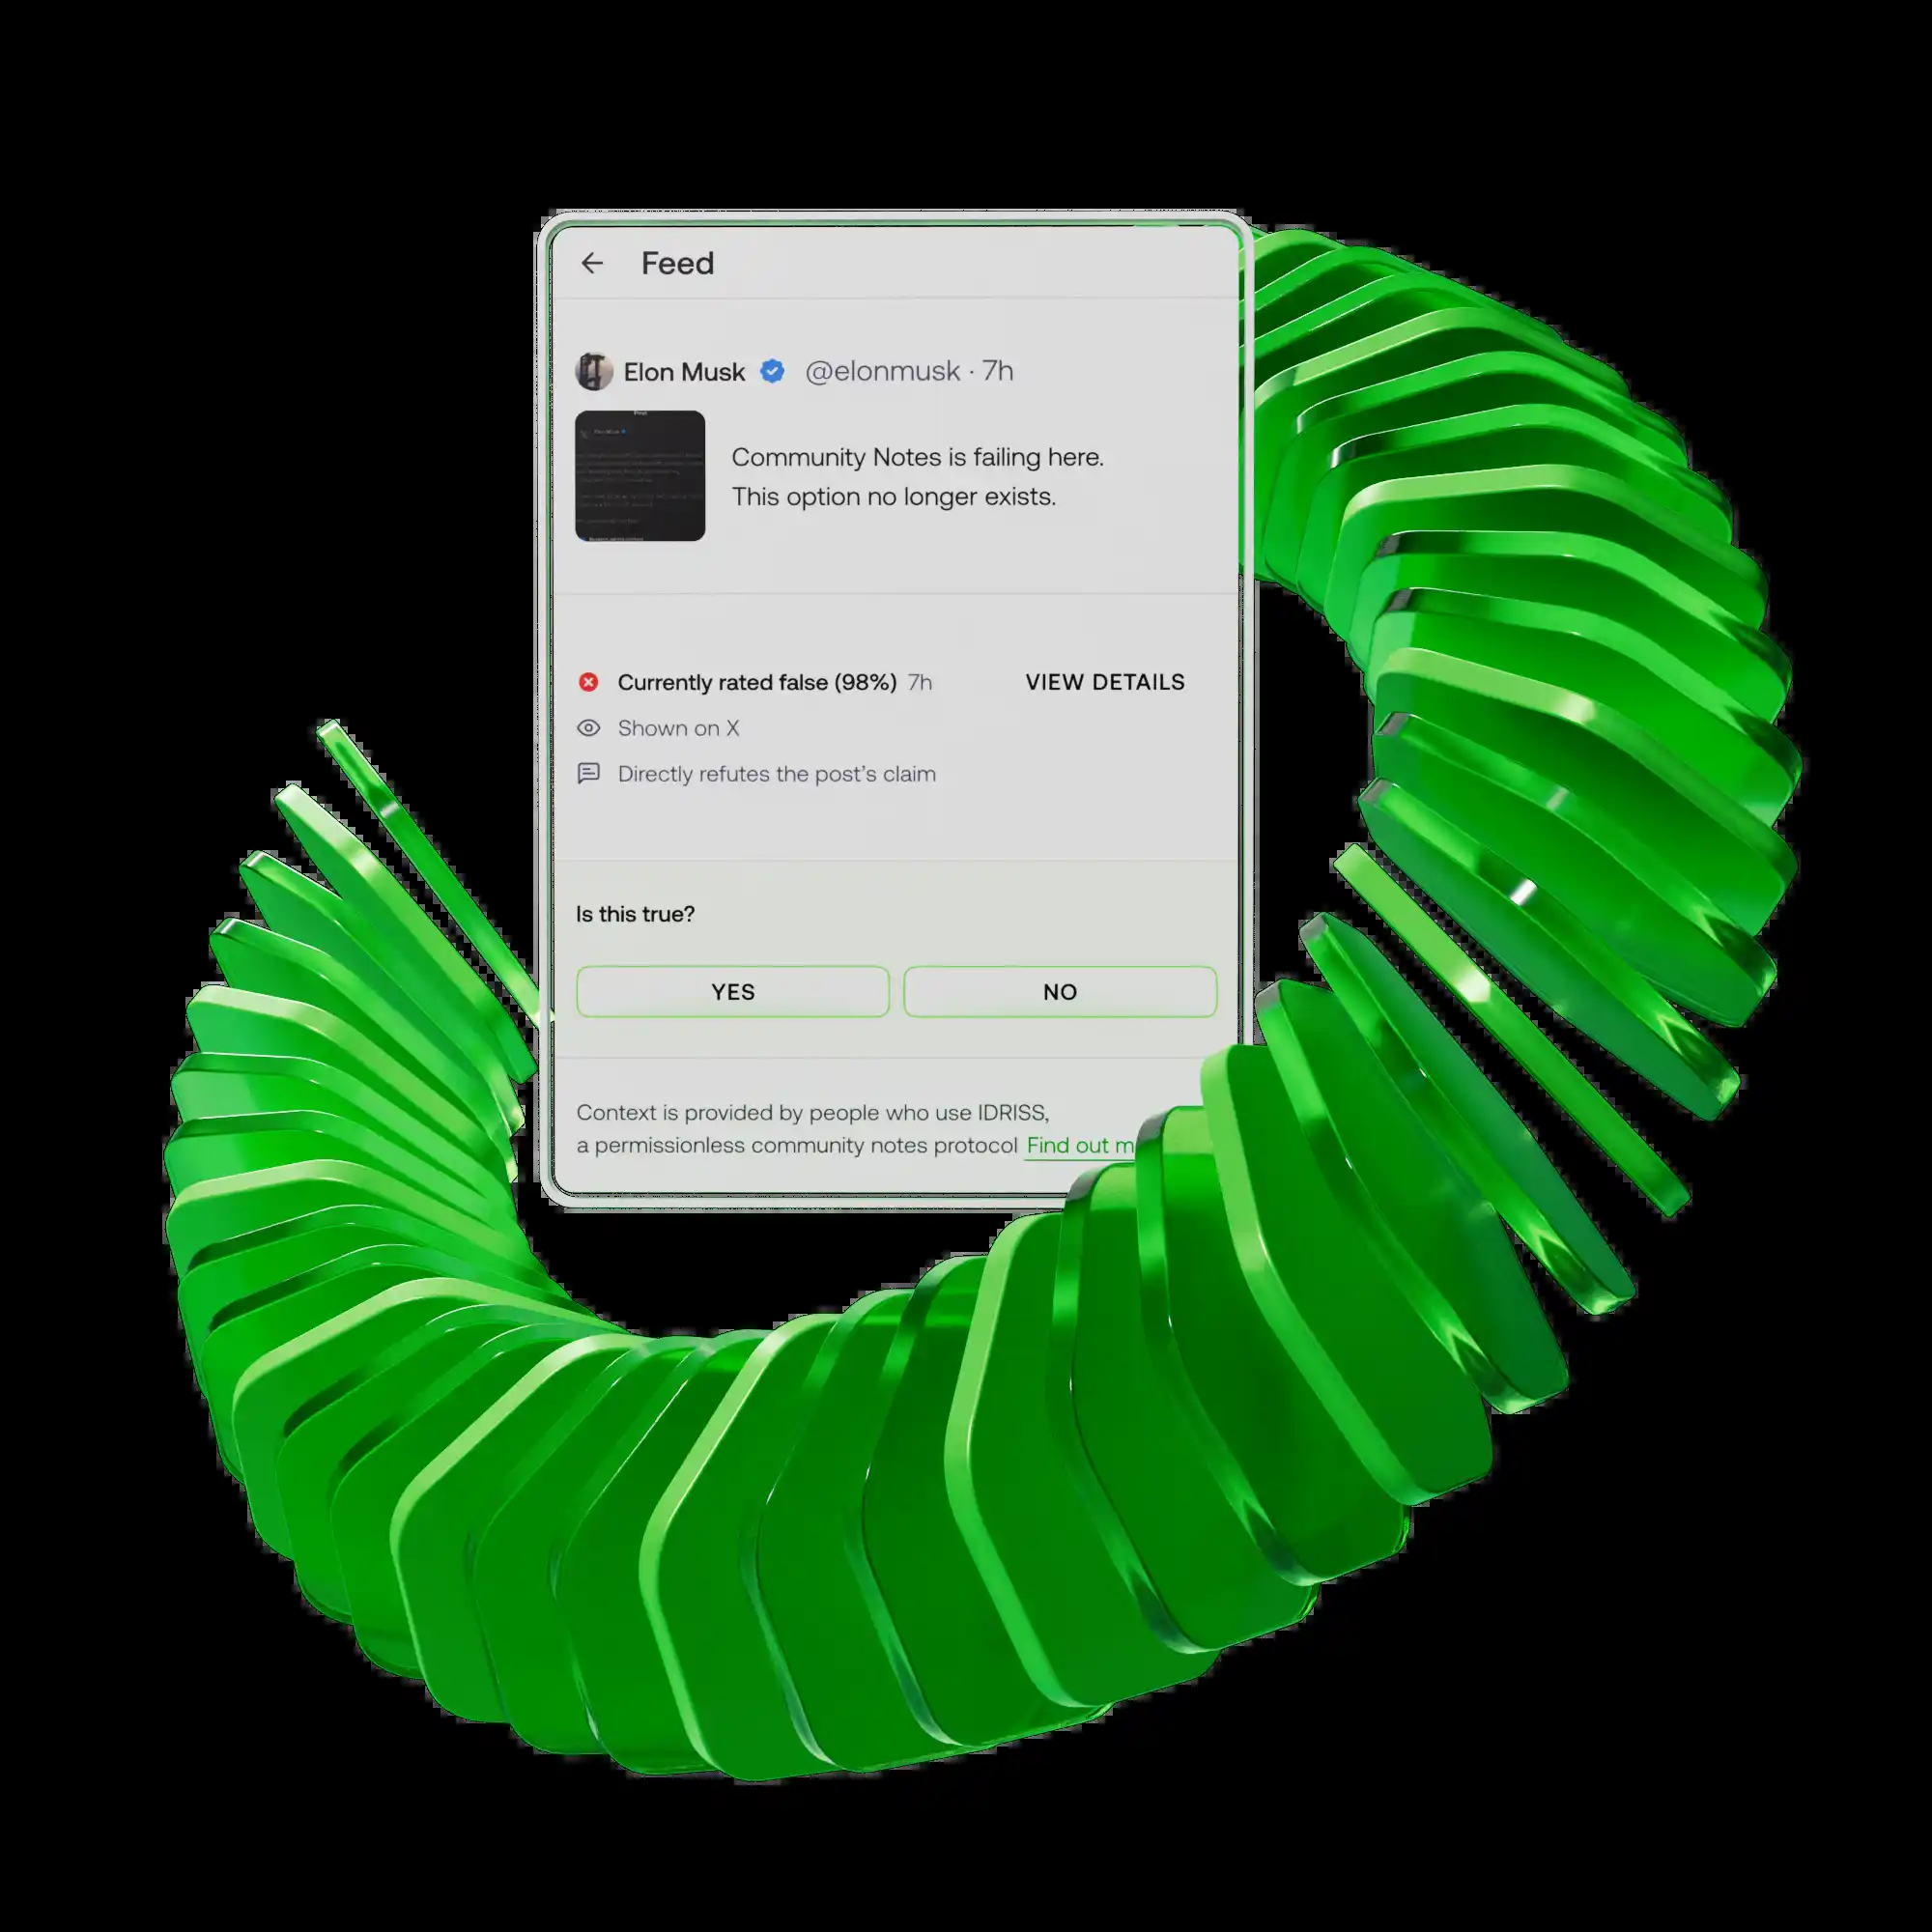 Feed
Elon Musk @elonmusk · 7h
Community Notes is failing here.
This option no longer exists.
Currently rated false (98%) 7h VIEW DETAILS
Shown on X
Directly refutes the post’s claim
Is this true?
YES NO
Context is provided by people who use IDRISS,
a permissionless community notes protocol Find out